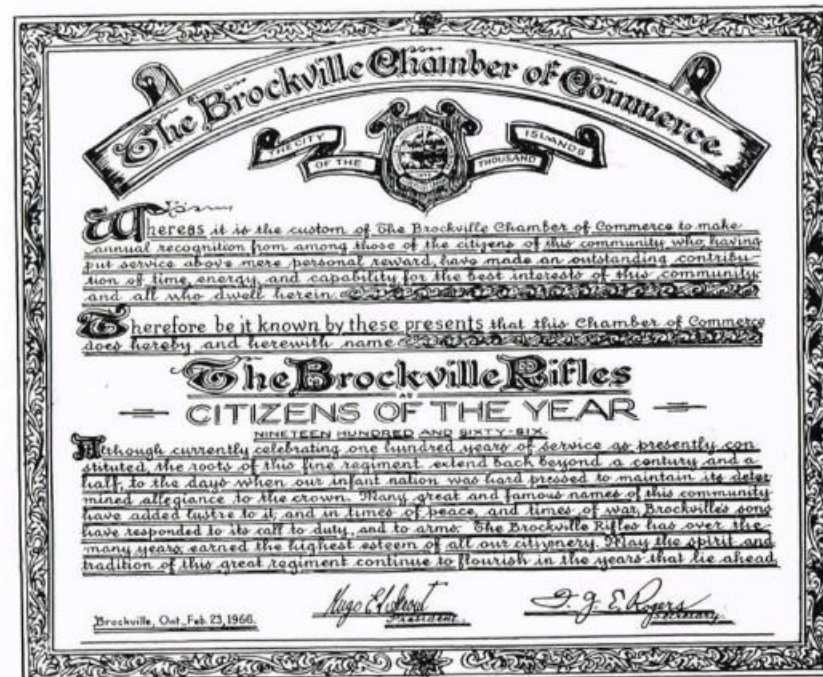 The Brockville Chamber of Commerce
THE CITY OF THE THOUSAND ISLANDS
Whereas it is the custom of The Brockville Chamber of Commerce to make
annual recognition from among those of the citizens of this community who, having
put service above mere personal reward, have made an outstanding contribu-
tion of time, energy, and capability for the best interests of this community
and all who dwell herein.
Therefore be it known by these presents that this Chamber of Commerce
does hereby and herewith name
The Brockville Rifles
AS
CITIZENS OF THE YEAR
NINETEEN HUNDRED AND SIXTY-SIX.
Although currently celebrating one hundred years of service as presently con-
stituted, the roots of this fine regiment extend back beyond a century and a
half, to the days when our infant nation was hard pressed to maintain its deter
mined allegiance to the crown. Many great and famous names of this community
have added lustre to it, and in times of peace, and times of war, Brockville's sons
have responded to its call to duty, and to arms. The Brockville Rifles has over the
many years, earned the highest esteem of all our citizenery. May the spirit and
tradition of this great regiment continue to flourish in the years that lie ahead
Hugo
President.
Rogers
Secretary.
Brockville, Ont., Feb. 23, 1966.